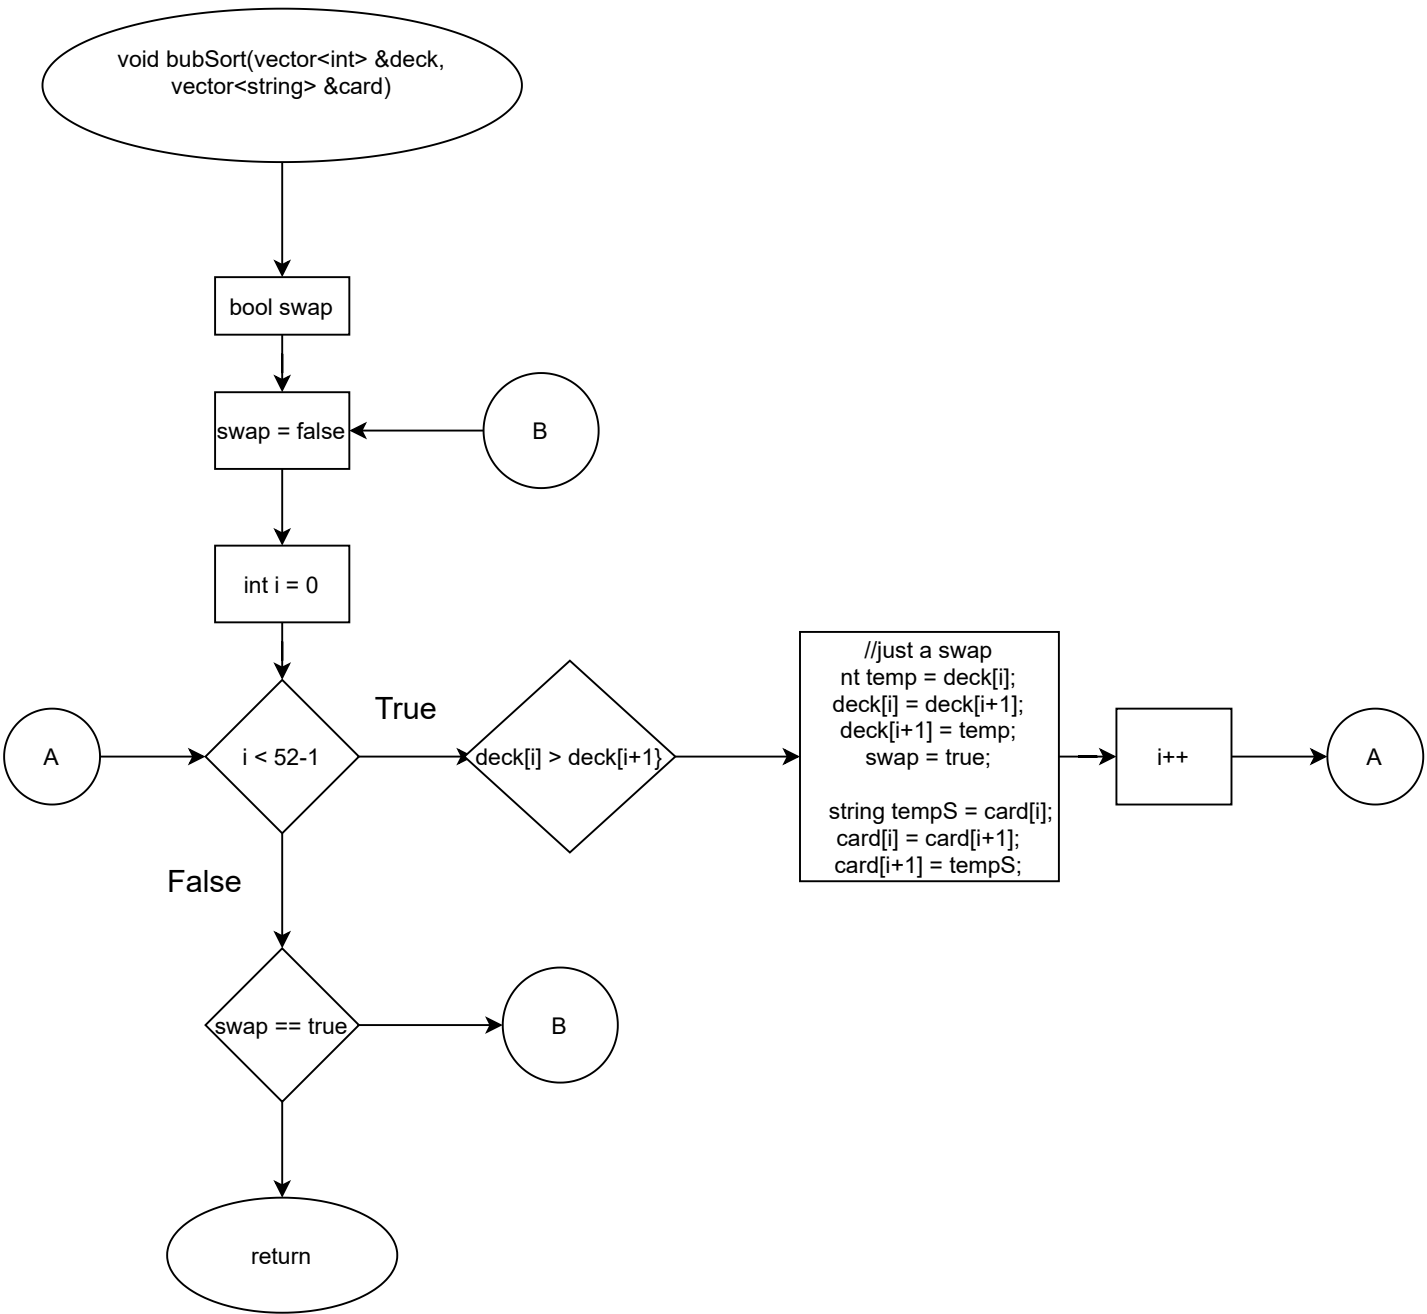 void bubSort(vector<int> &deck,
vector<string> &card)
bool swap
swap = false
B
int i = 0
A
i < 52-1
True
deck[i] > deck[i+1}
//just a swap
nt temp = deck[i];
deck[i] = deck[i+1];
deck[i+1] = temp;
swap = true;
string tempS = card[i];
card[i] = card[i+1];
card[i+1] = tempS;
i++
A
False
swap == true
B
return